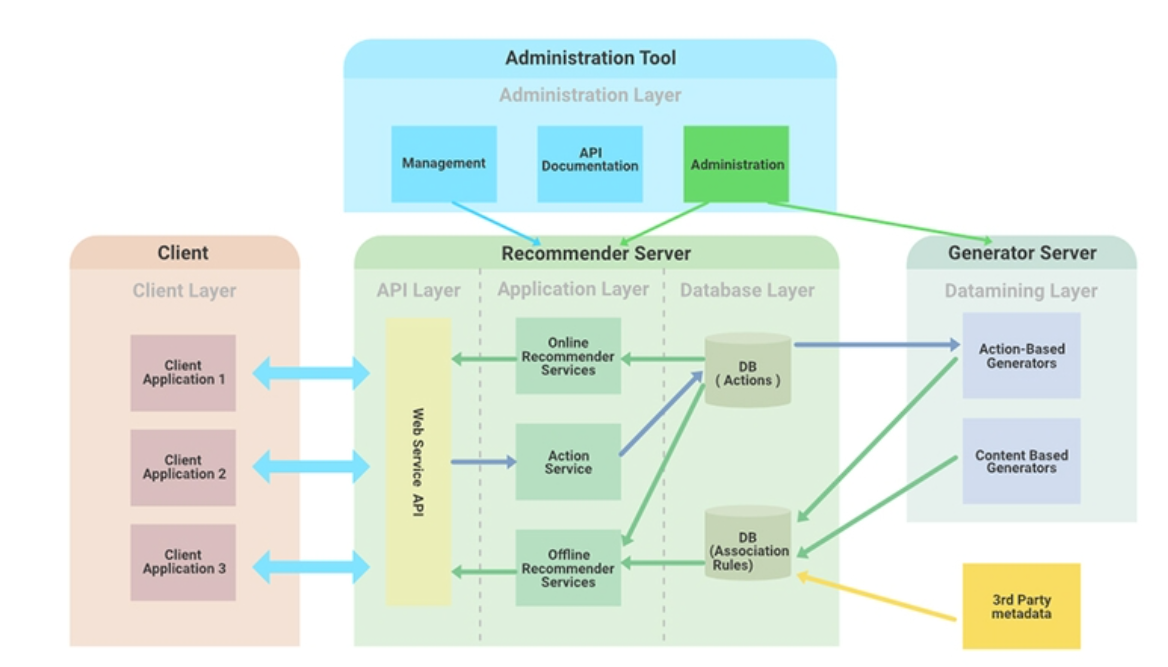 Administration Tool
Administration Layer
Management
API
Documentation
Administration
Client
Client Layer
Client
Application 1
Client
Application 2
Client
Application 3
Recommender Server
API Layer
Application Layer
Database Layer
Web Service API
Online
Recommender
Services
Action
Service
Offline
Recommender
Services
DB
( Actions )
DB
(Association
Rules)
Generator Server
Datamining Layer
Action-Based
Generators
Content Based
Generators
3rd Party
metadata